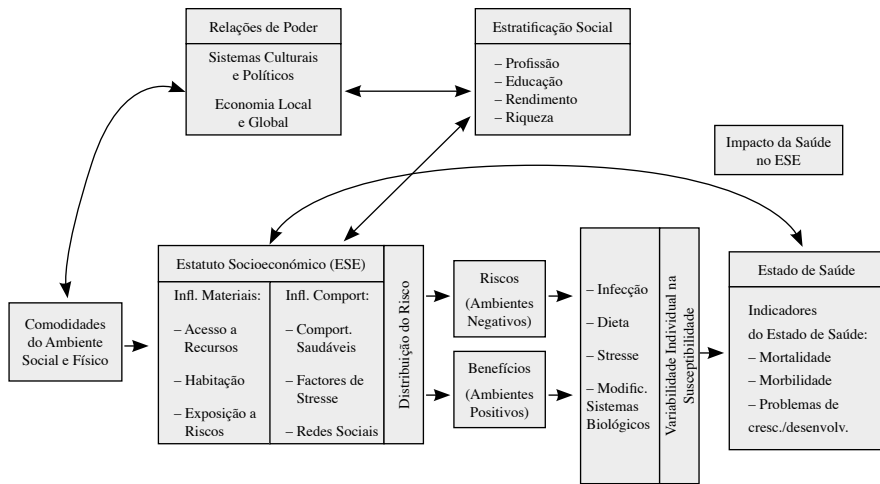 Relações de Poder
Sistemas Culturais
e Políticos
Economia Local
e Global
Estratificação Social
– Profissão
– Educação
– Rendimento
– Riqueza
Impacto da Saúde
no ESE
Comodidades
do Ambiente
Social e Físico
Estatuto Socioeconómico (ESE)
Infl. Materiais:
– Acesso a
Recursos
– Habitação
– Exposição a
Riscos
Infl. Comport:
– Comport.
Saudáveis
– Factores de
Stresse
– Redes Sociais
Distribuição do Risco
Riscos
(Ambientes
Negativos)
Benefícios
(Ambientes
Positivos)
– Infecção
– Dieta
– Stresse
– Modific.
Sistemas
Biológicos
Variabilidade Individual na
Susceptibilidade
Estado de Saúde
Indicadores
do Estado de Saúde:
– Mortalidade
– Morbilidade
– Problemas de
cresc./desenvolv.